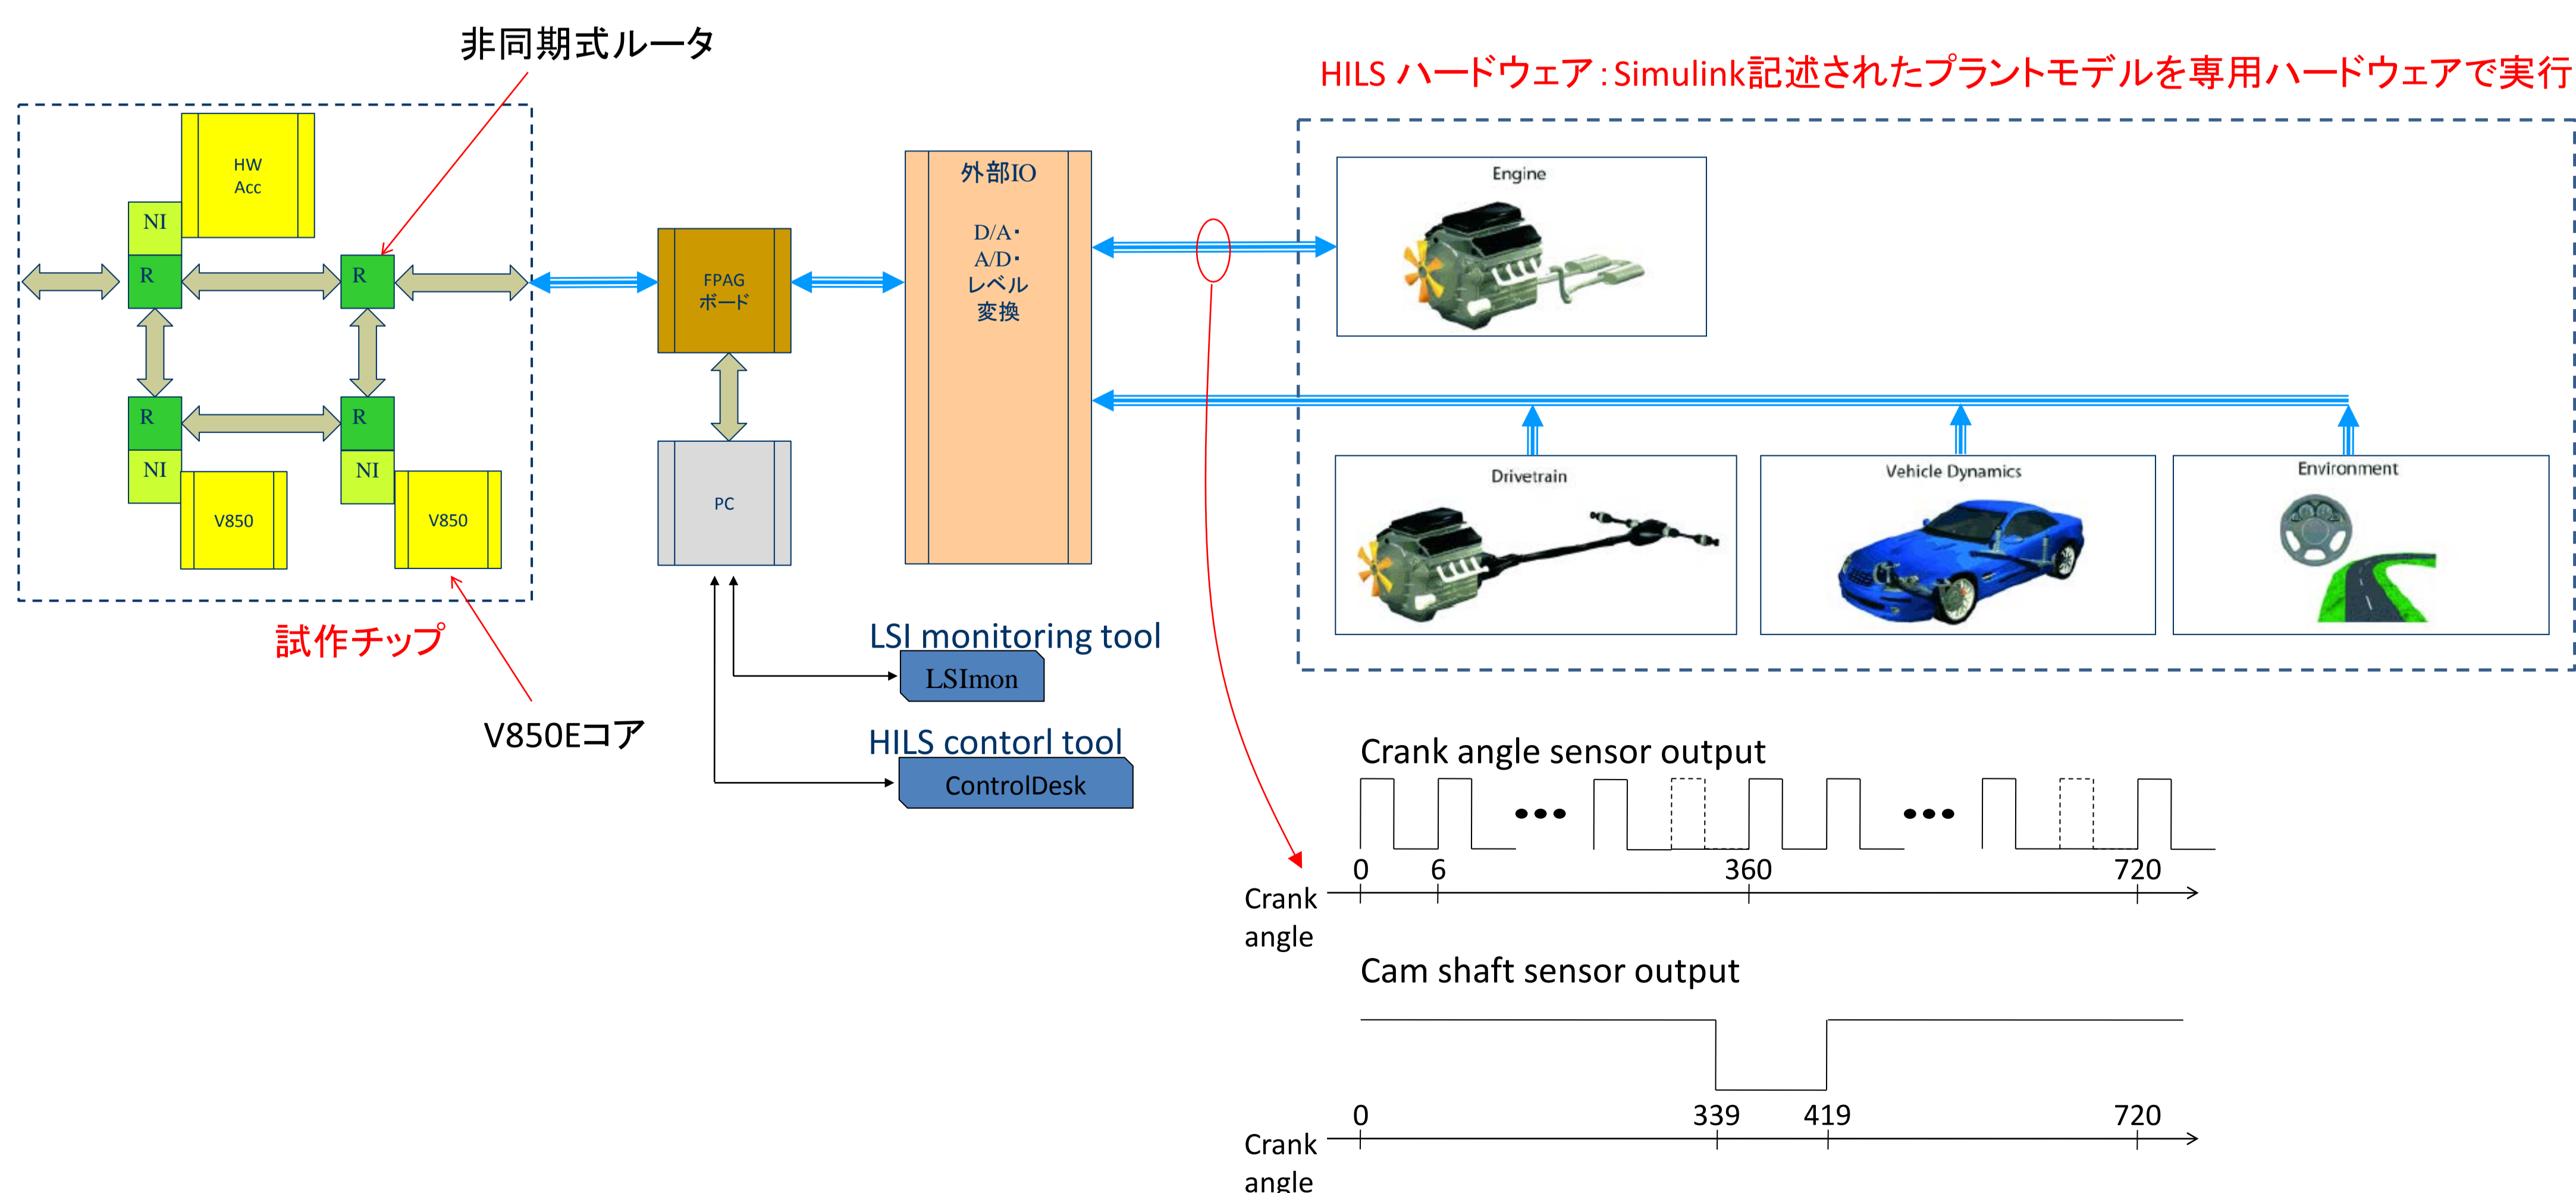 非同期式ルータ
HILS ハードウェア：Simulink記述されたプラントモデルを専用ハードウェアで実行
HW
Acc
NI
R
R
R
R
NI
NI
V850
V850
試作チップ
V850Eコア
FPAG
ボード
PC
外部IO
D/A・
A/D・
レベル
変換
LSI monitoring tool
LSImon
HILS contorl tool
ControlDesk
Engine
Drivetrain
Vehicle Dynamics
Environment
Crank angle sensor output
0 6 360 720
Crank
angle
Cam shaft sensor output
0 339 419 720
Crank
angle